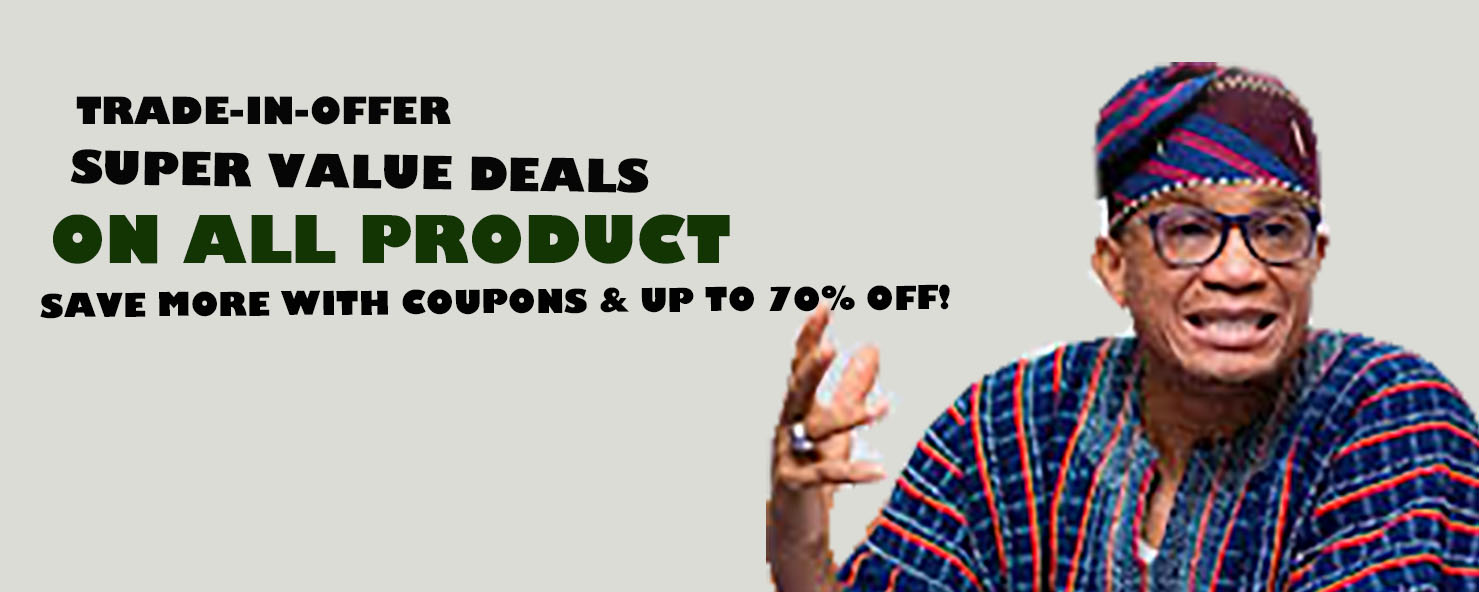 TRADE-IN-OFFER
SUPER VALUE DEALS
ON ALL PRODUCT
SAVE MORE WITH COUPONS & UP TO 70% OFF!